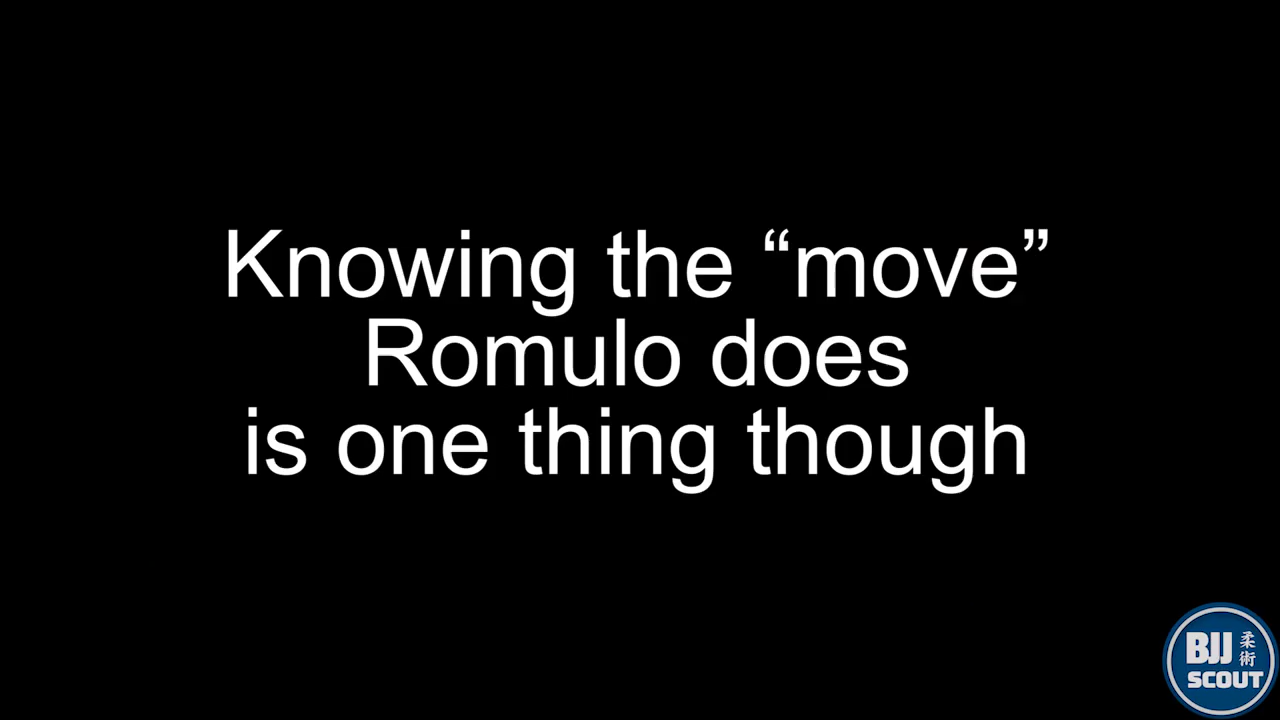 Knowing the “move”
Romulo does
is one thing though
BJJ 柔術
SCOUT